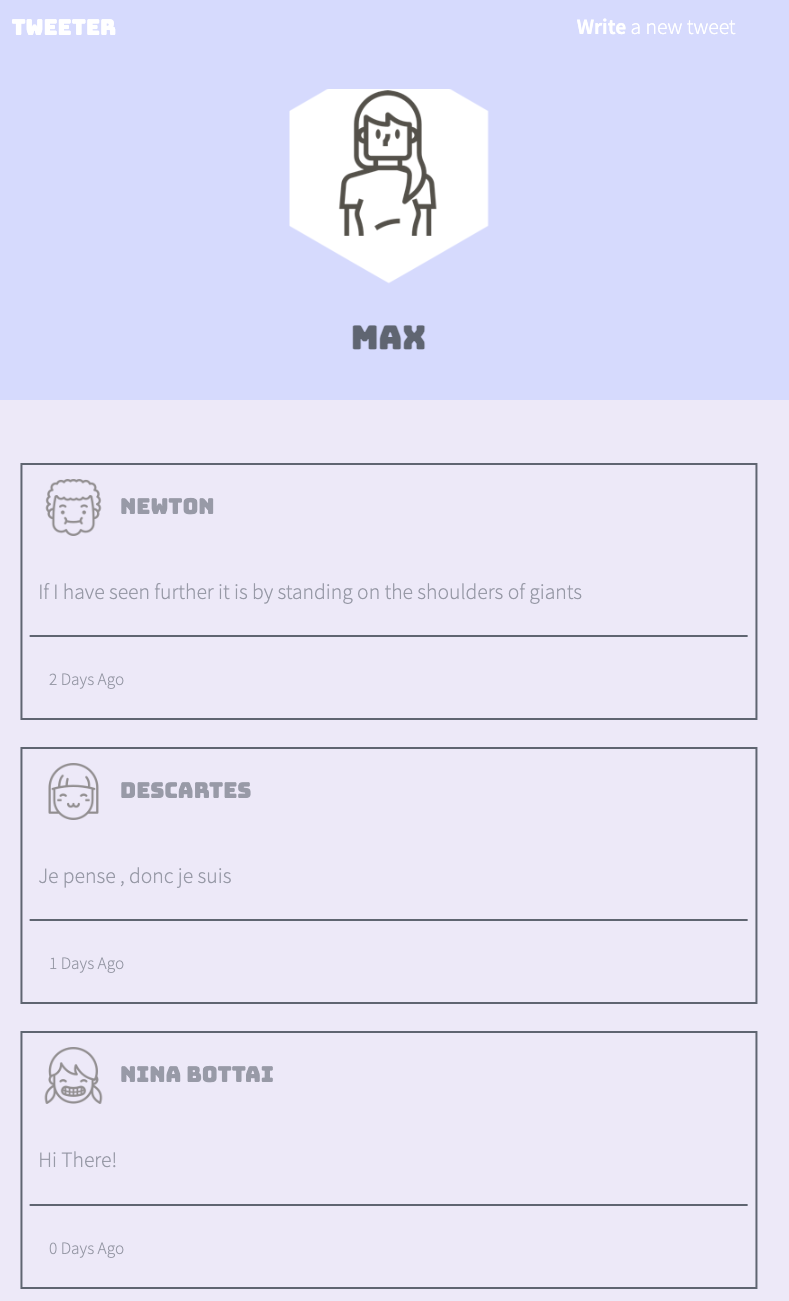 TWEETER
Write a new tweet
MAX
NEWTON
If I have seen further it is by standing on the shoulders of giants
2 Days Ago
DESCARTES
Je pense , donc je suis
1 Days Ago
NINA BOTTAI
Hi There!
0 Days Ago